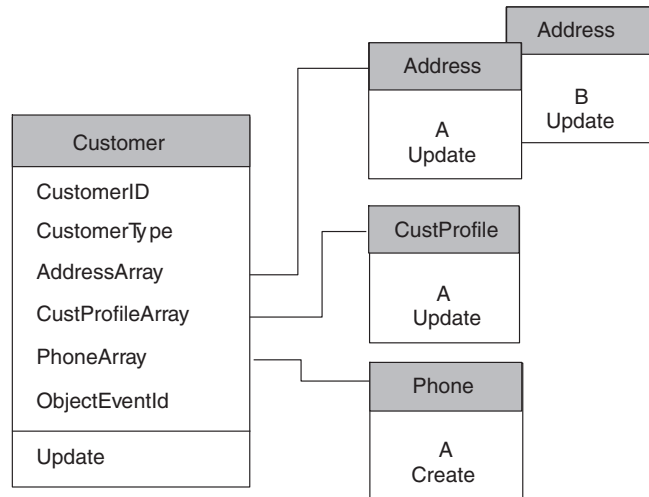 Customer
CustomerID
CustomerType
AddressArray
CustProfileArray
PhoneArray
ObjectEventId
Update
Address
A
Update
Address
B
Update
CustProfile
A
Update
Phone
A
Create